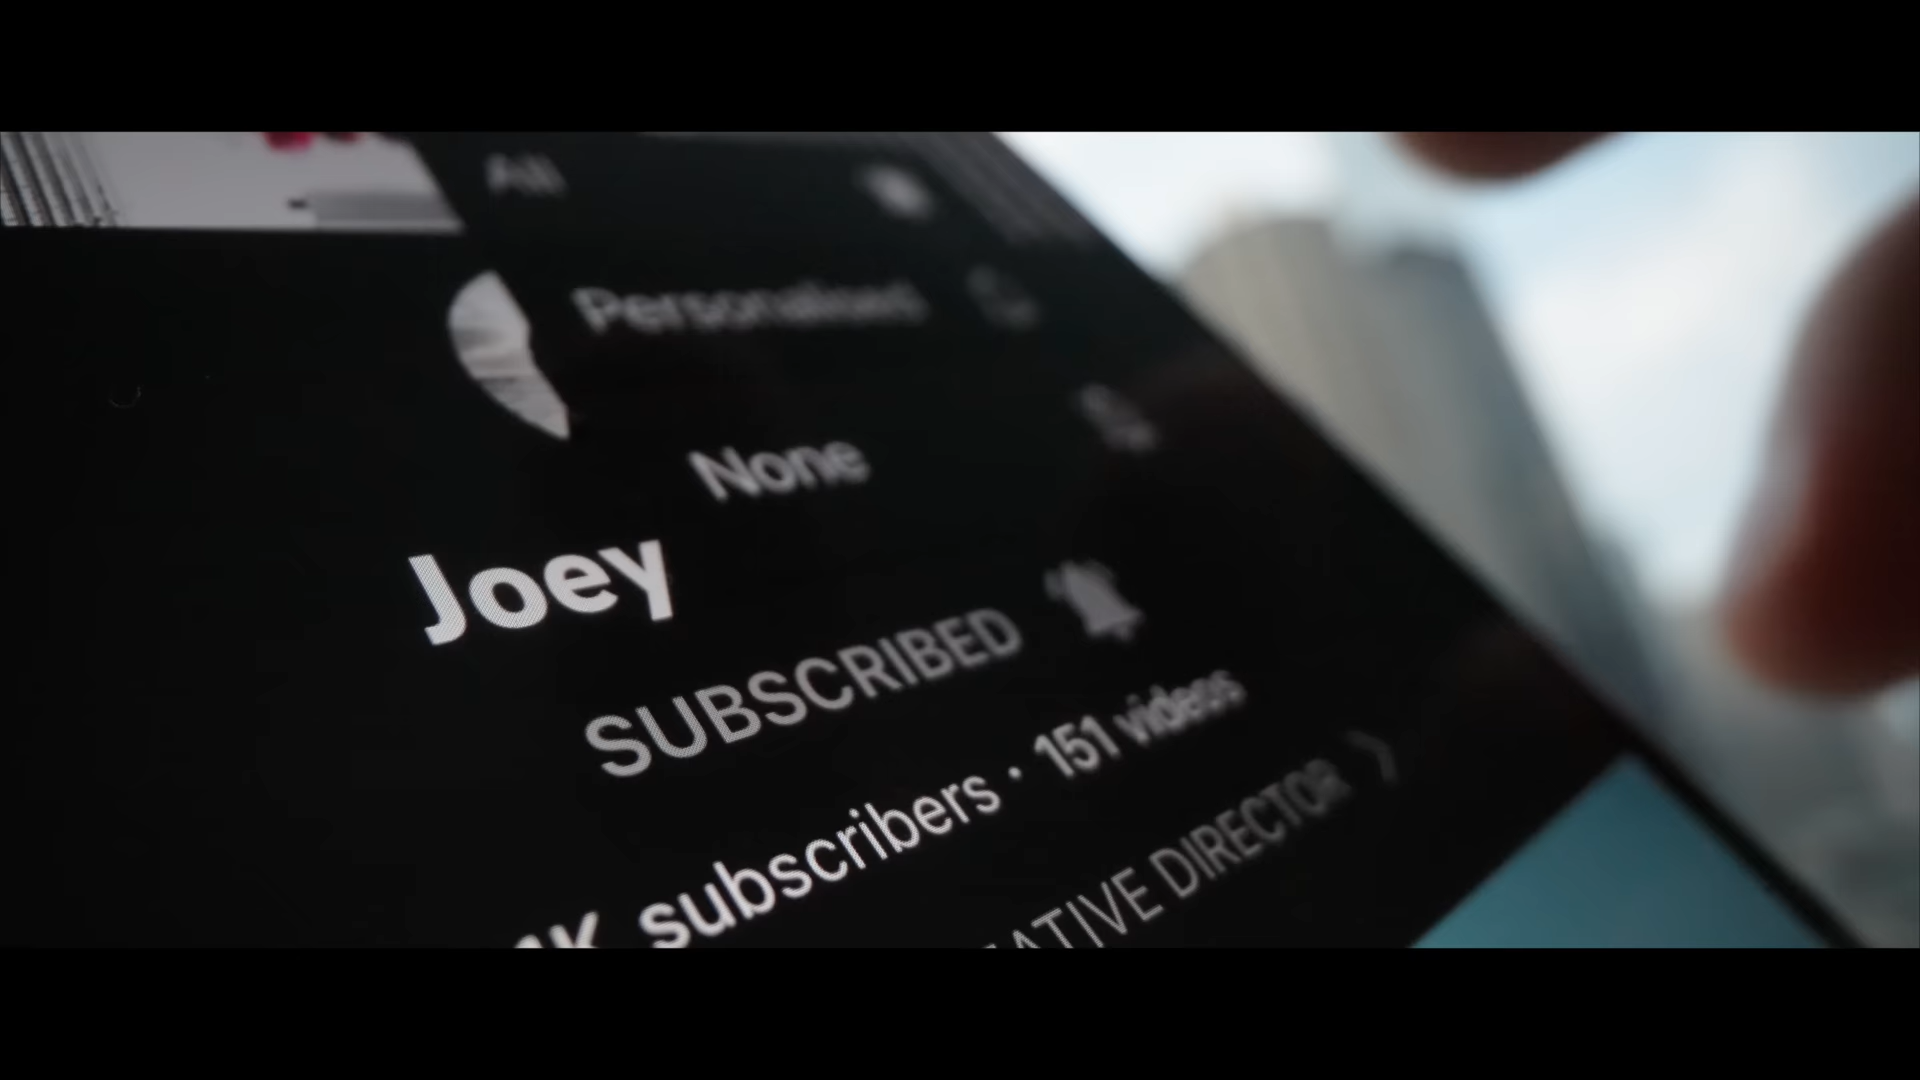 All
Personalised
None
Joey
SUBSCRIBED
subscribers · 151 videos
DIRECTOR